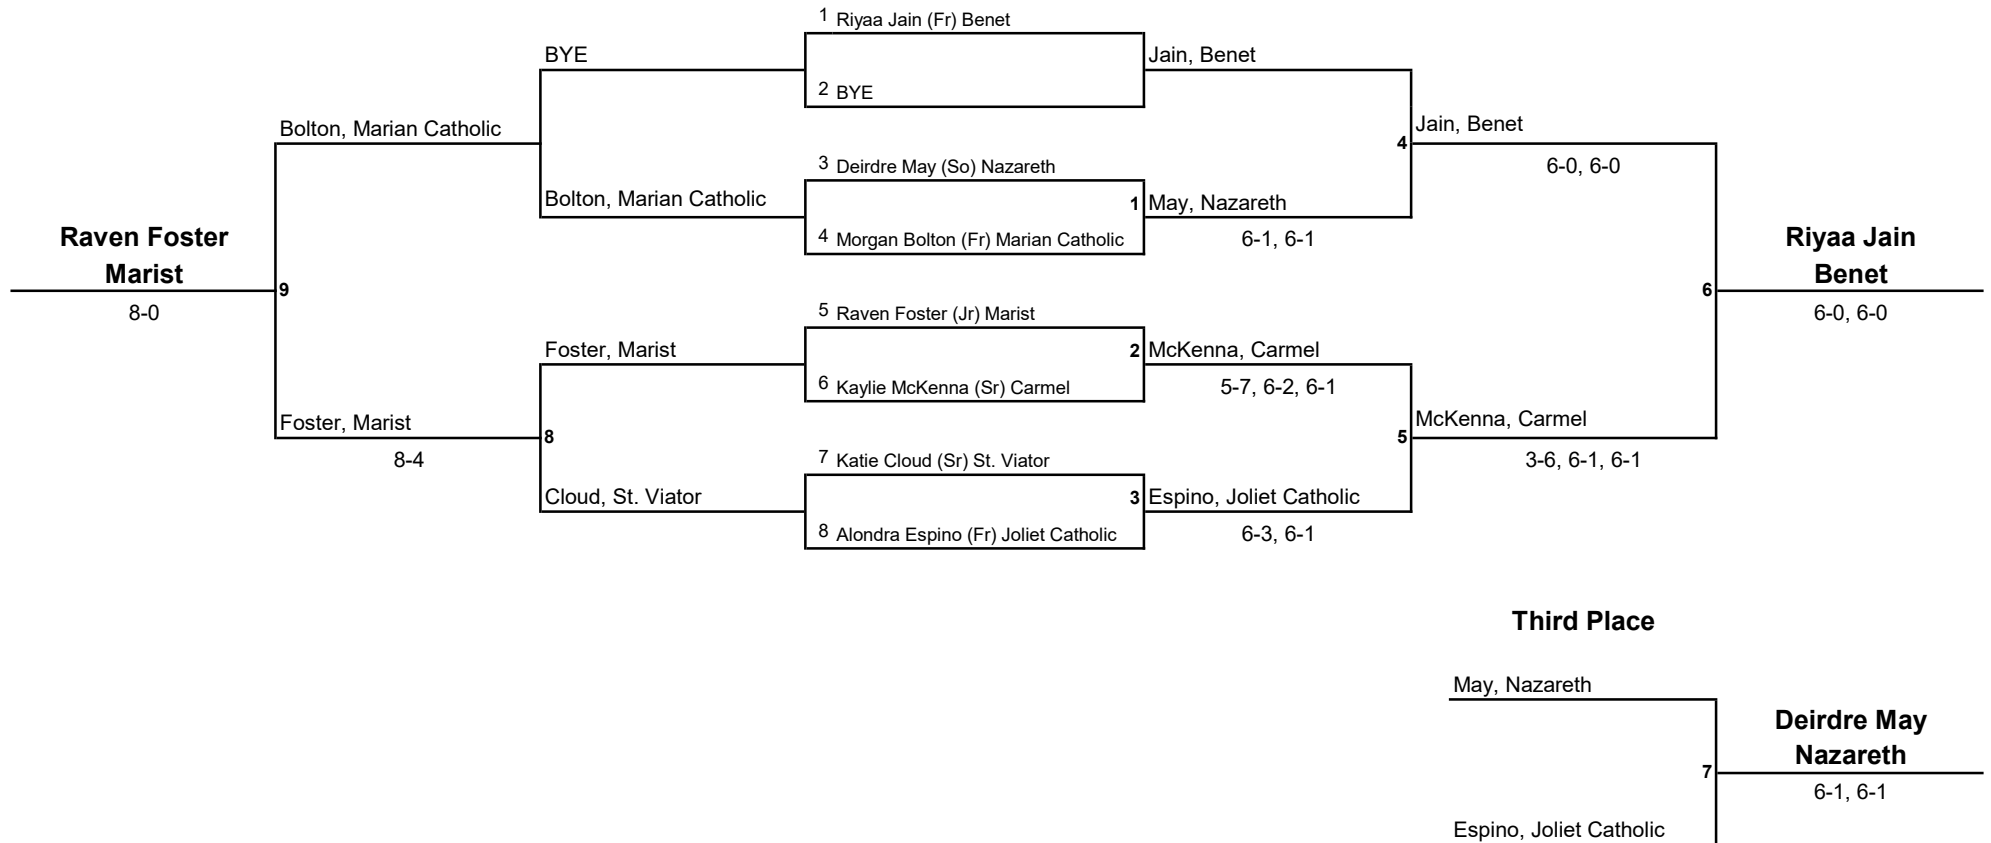 1 Riyaa Jain (Fr) Benet
BYE
Jain, Benet
2 BYE
Bolton, Marian Catholic
Jain, Benet
4
6-0, 6-0
3 Deirdre May (So) Nazareth
Bolton, Marian Catholic
1 May, Nazareth
4 Morgan Bolton (Fr) Marian Catholic
6-1, 6-1
Raven Foster
Marist
9
8-0
Riyaa Jain
Benet
6
6-0, 6-0
5 Raven Foster (Jr) Marist
Foster, Marist
2 McKenna, Carmel
6 Kaylie McKenna (Sr) Carmel
5-7, 6-2, 6-1
Foster, Marist
8
8-4
McKenna, Carmel
5
3-6, 6-1, 6-1
7 Katie Cloud (Sr) St. Viator
Cloud, St. Viator
3 Espino, Joliet Catholic
8 Alondra Espino (Fr) Joliet Catholic
6-3, 6-1
Third Place
May, Nazareth
Deirdre May
Nazareth
7
6-1, 6-1
Espino, Joliet Catholic